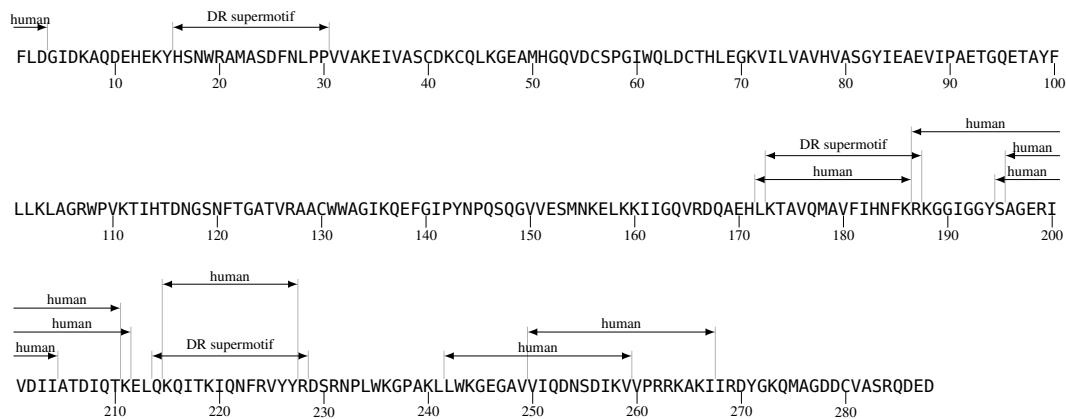 human DR supermotif
FLDGIDKAQDEHEKYHSNWRAMASDFNLPPVVAKEIVASCDKCQLKGEAMHGQVDCSPGIWQLDCTHLEGKVILVAVHVASGYIEAEVIPAETGQETAYF
10 20 30 40 50 60 70 80 90 100
human
DR supermotif human
human human
LLKLAGRWPVKTIHTDNGSNFTGATVRAACWWAGIKQEFGIPYNPQSQGVVESMNKELKKIIGQVRDQAEHLKTAVQMAVFIHNFKRKGGIGGYSAGERI
110 120 130 140 150 160 170 180 190 200
human
human
human human
human DR supermotif human
VDIIATDIQTKELQKQITKIQNFRVYYRDSRNPLWKGPAKLLWKGEGAVVIQDNSDIKVVPRRKAKIIRDYGKQMAGDDCVASRQDED
210 220 230 240 250 260 270 280